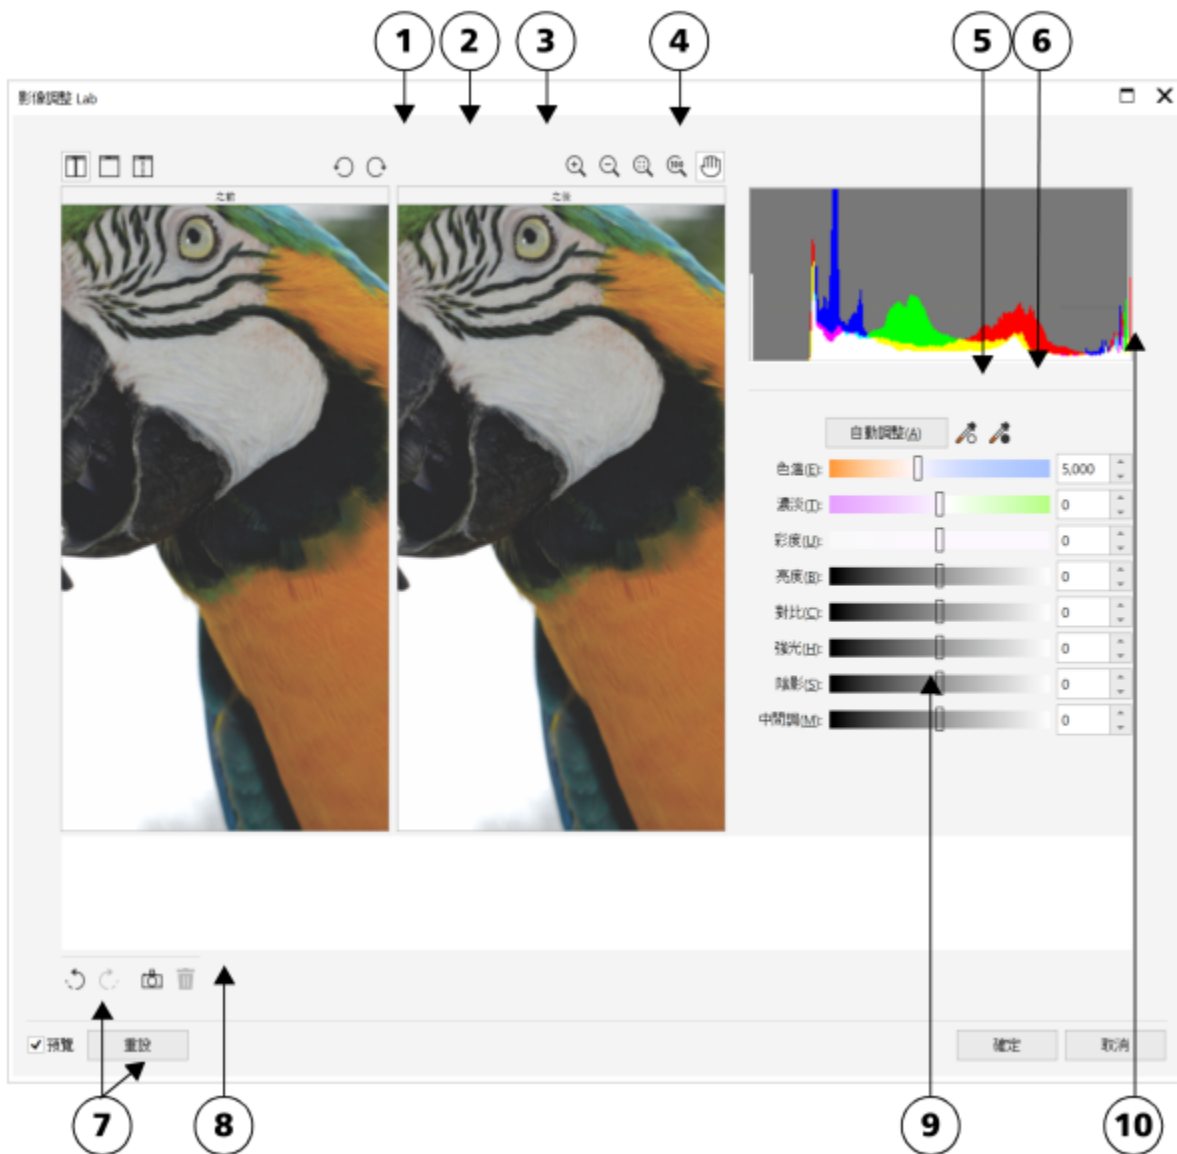 1 2 3 4 5 6
影像調整 Lab
100
之前 之後
自動調整(A)
色溫(E): 5,000
濃淡(T): 0
彩度(U): 0
亮度(B): 0
對比(C): 0
強光(H): 0
陰影(S): 0
中間調(M): 0
預覽 重設 確定 取消
7 8 9 10